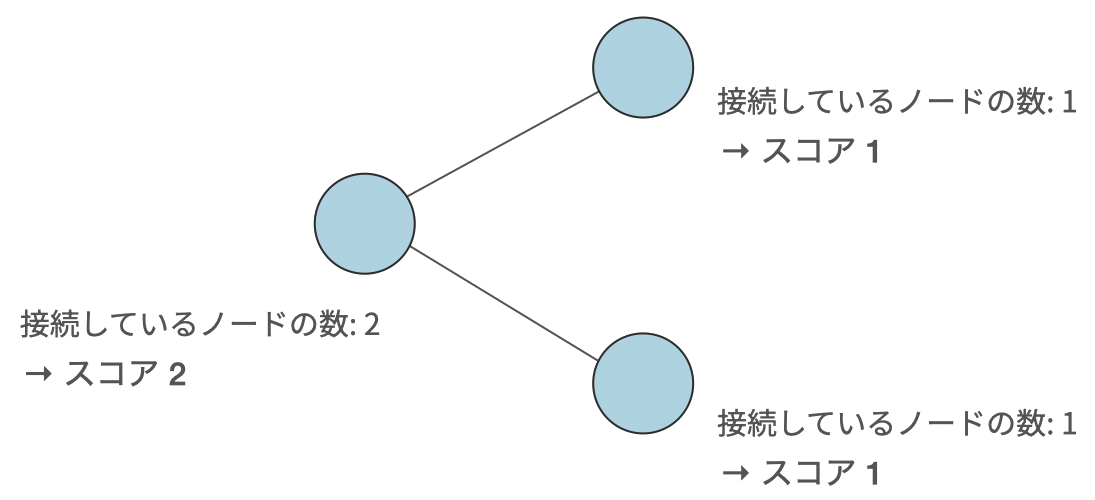 接続しているノードの数: 1
→ スコア 1
接続しているノードの数: 2
→ スコア 2
接続しているノードの数: 1
→ スコア 1